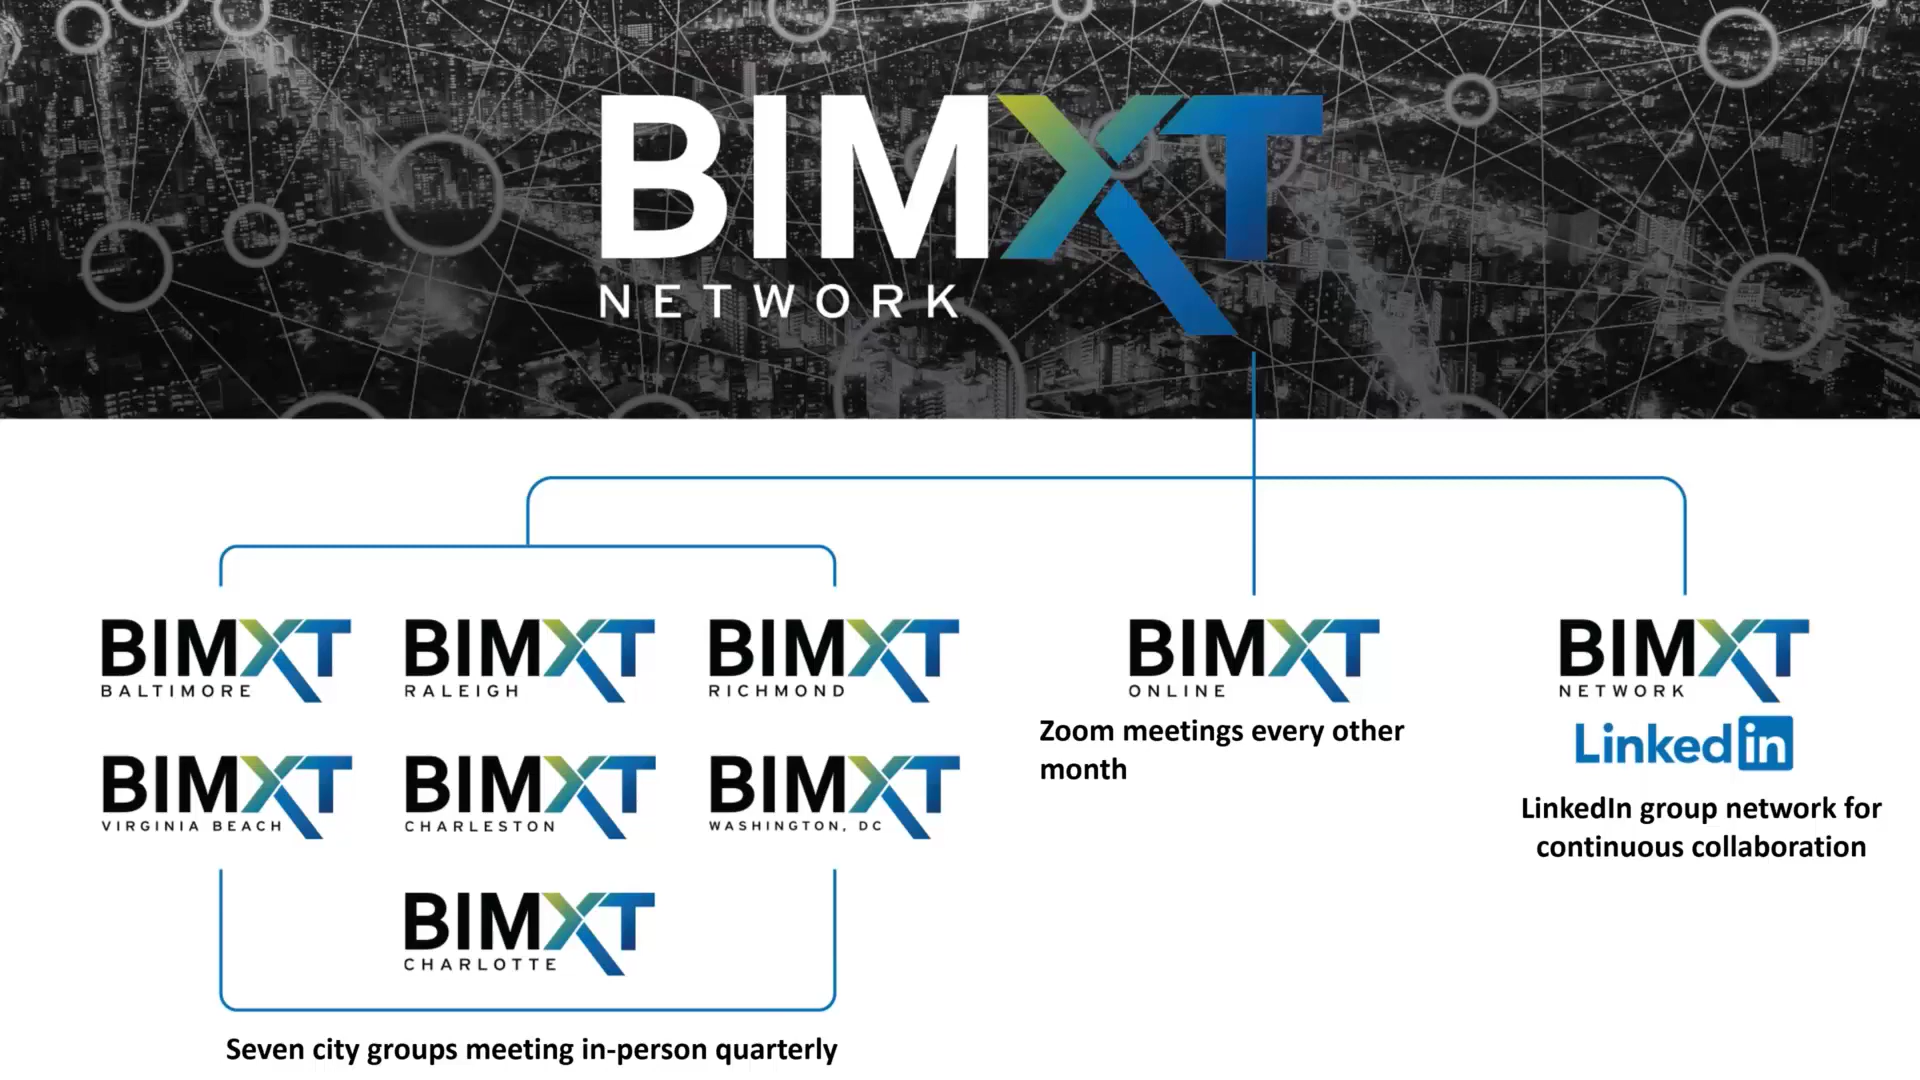 BIMXT
NETWORK
BIMXT
BALTIMORE
BIMXT
RALEIGH
BIMXT
RICHMOND
BIMXT
VIRGINIA BEACH
BIMXT
CHARLESTON
BIMXT
WASHINGTON, DC
BIMXT
CHARLOTTE
Seven city groups meeting in-person quarterly
BIMXT
ONLINE
Zoom meetings every other
month
BIMXT
NETWORK
LinkedIn
LinkedIn group network for
continuous collaboration